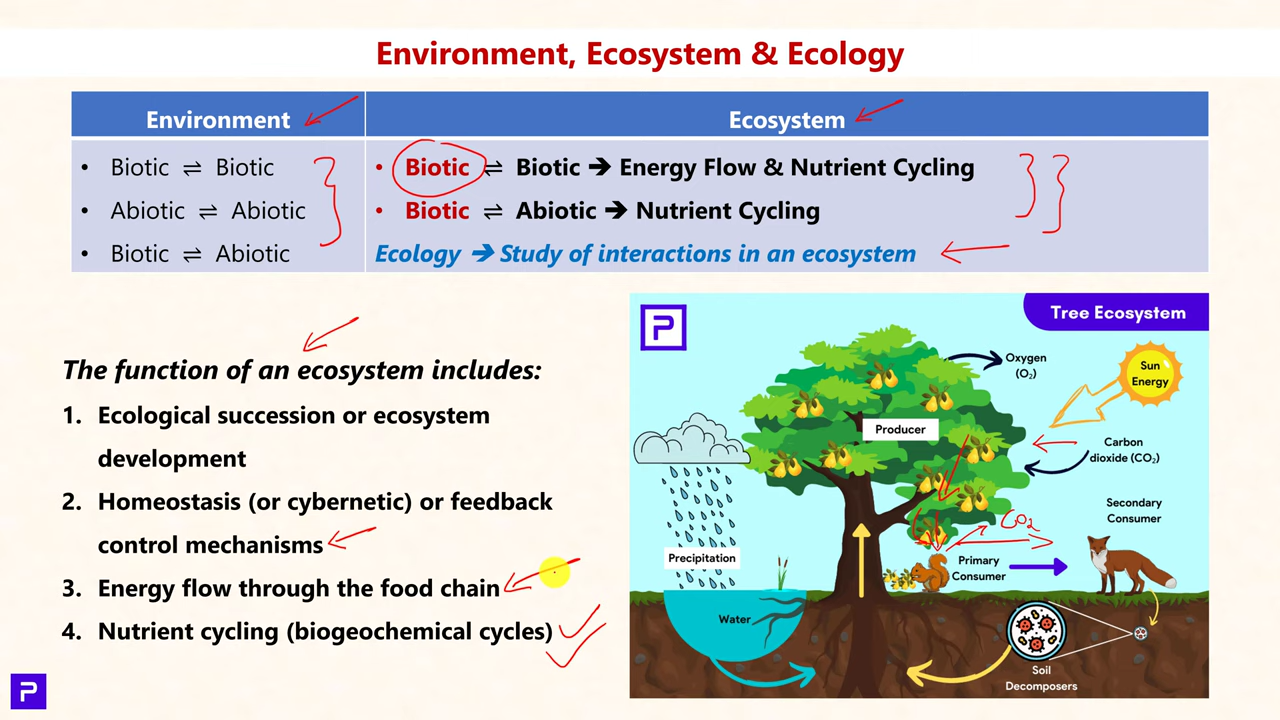 Environment, Ecosystem & Ecology
Environment
Ecosystem
• Biotic ⇌ Biotic
• Abiotic ⇌ Abiotic
• Biotic ⇌ Abiotic
• Biotic ⇌ Biotic ➔ Energy Flow & Nutrient Cycling
• Biotic ⇌ Abiotic ➔ Nutrient Cycling
Ecology ➔ Study of interactions in an ecosystem
The function of an ecosystem includes:
1. Ecological succession or ecosystem
development
2. Homeostasis (or cybernetic) or feedback
control mechanisms
3. Energy flow through the food chain
4. Nutrient cycling (biogeochemical cycles)
P
Tree Ecosystem
Oxygen
(O₂)
Sun
Energy
Producer
Carbon
dioxide (CO₂)
Secondary
Consumer
CO2
Precipitation
Primary
Consumer
Water
Soil
Decomposers
P